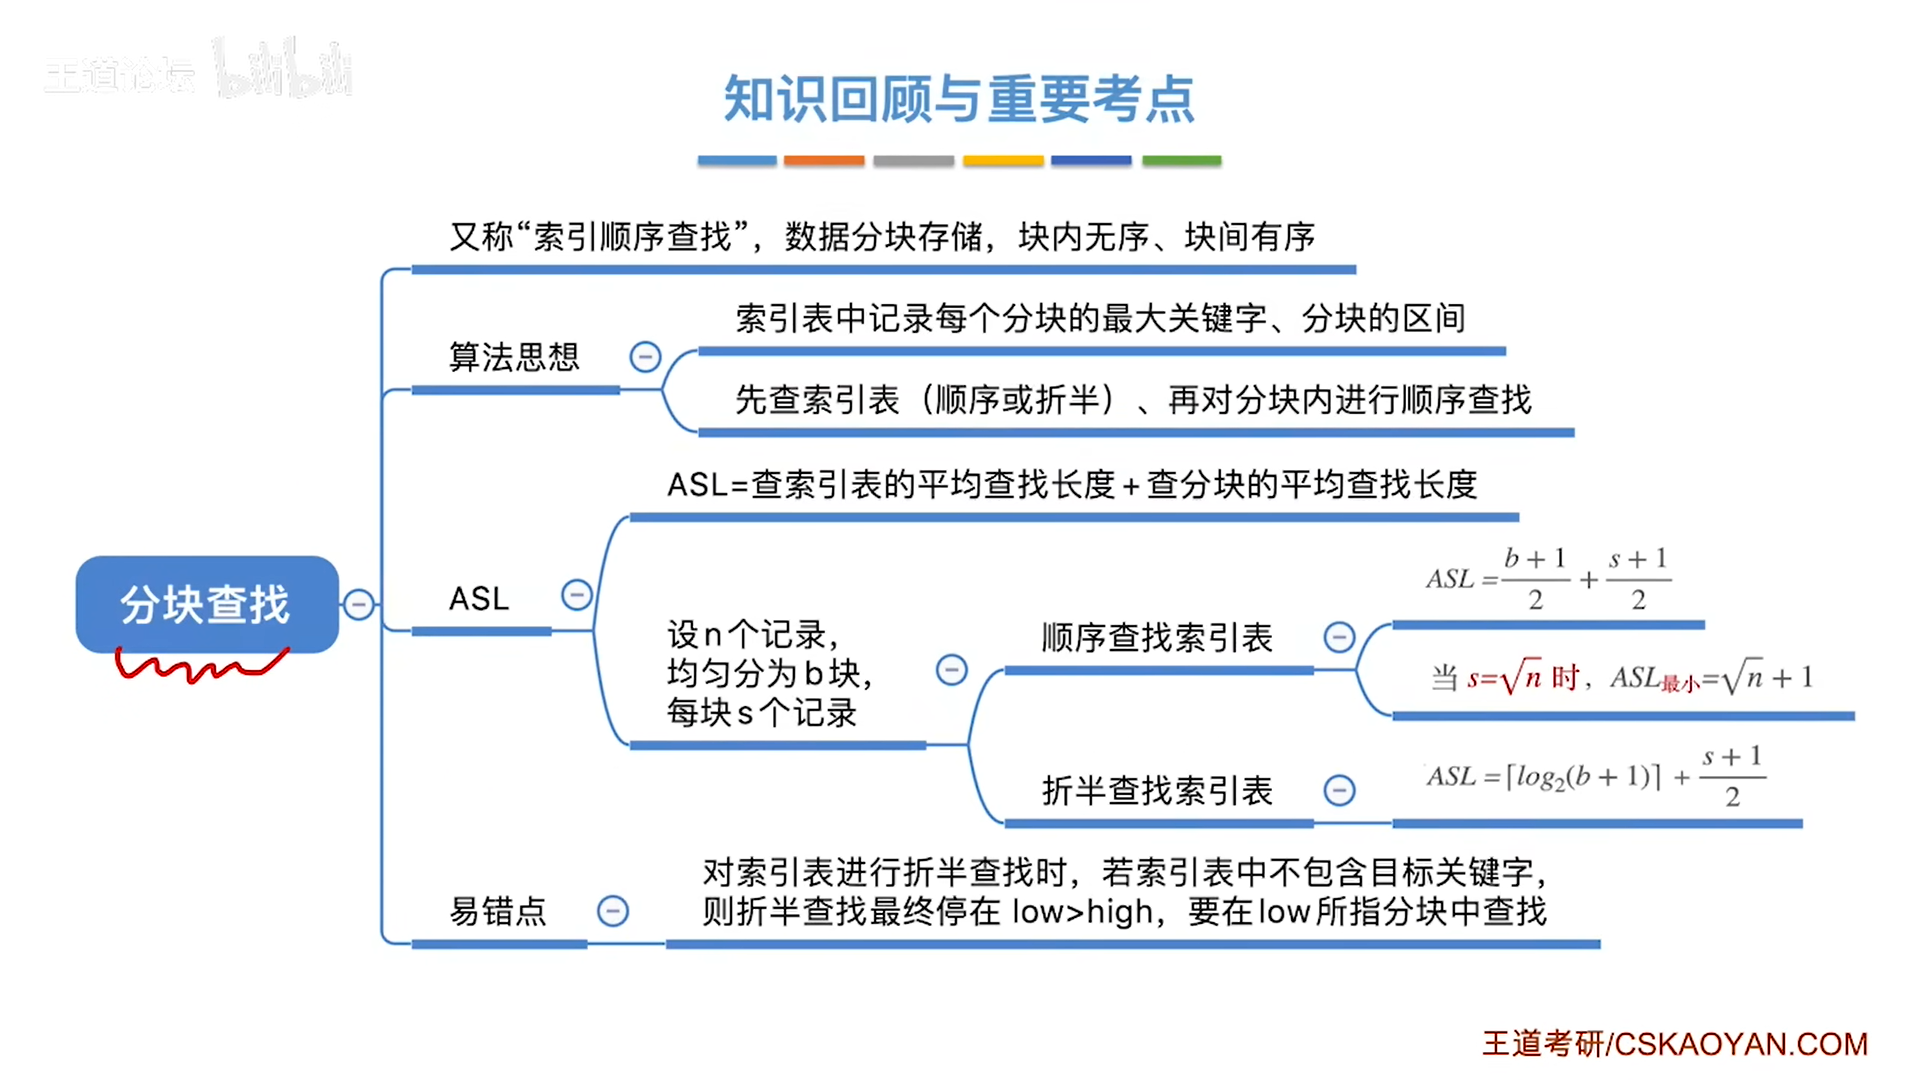 王道论坛 bilibili
知识回顾与重要考点
又称“索引顺序查找”，数据分块存储，块内无序、块间有序
索引表中记录每个分块的最大关键字、分块的区间
算法思想
先查索引表（顺序或折半）、再对分块内进行顺序查找
ASL=查索引表的平均查找长度+查分块的平均查找长度
分块查找
ASL
设n个记录，
均匀分为b块，
每块s个记录
顺序查找索引表
ASL = (b+1)/2 + (s+1)/2
当 s=√n 时，ASL最小=√n + 1
折半查找索引表
ASL = ⌈log₂(b + 1)⌉ + (s+1)/2
易错点
对索引表进行折半查找时，若索引表中不包含目标关键字，
则折半查找最终停在 low>high，要在low所指分块中查找
王道考研/CSKAOYAN.COM